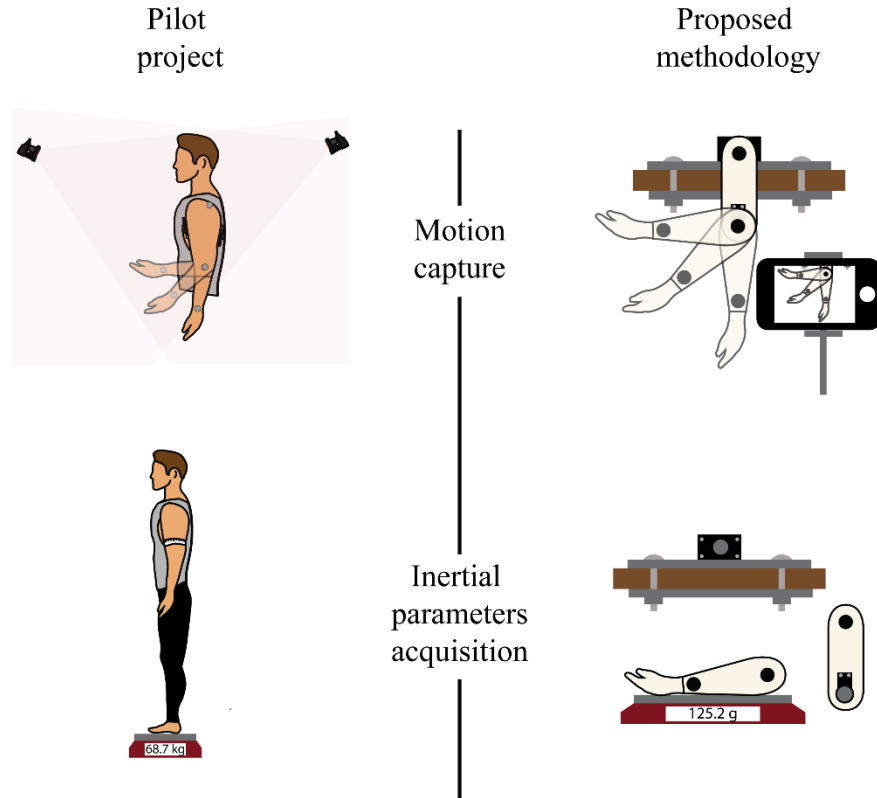 Pilot
project
Proposed
methodology
Motion
capture
Inertial
parameters
acquisition
68.7 kg
125.2 g